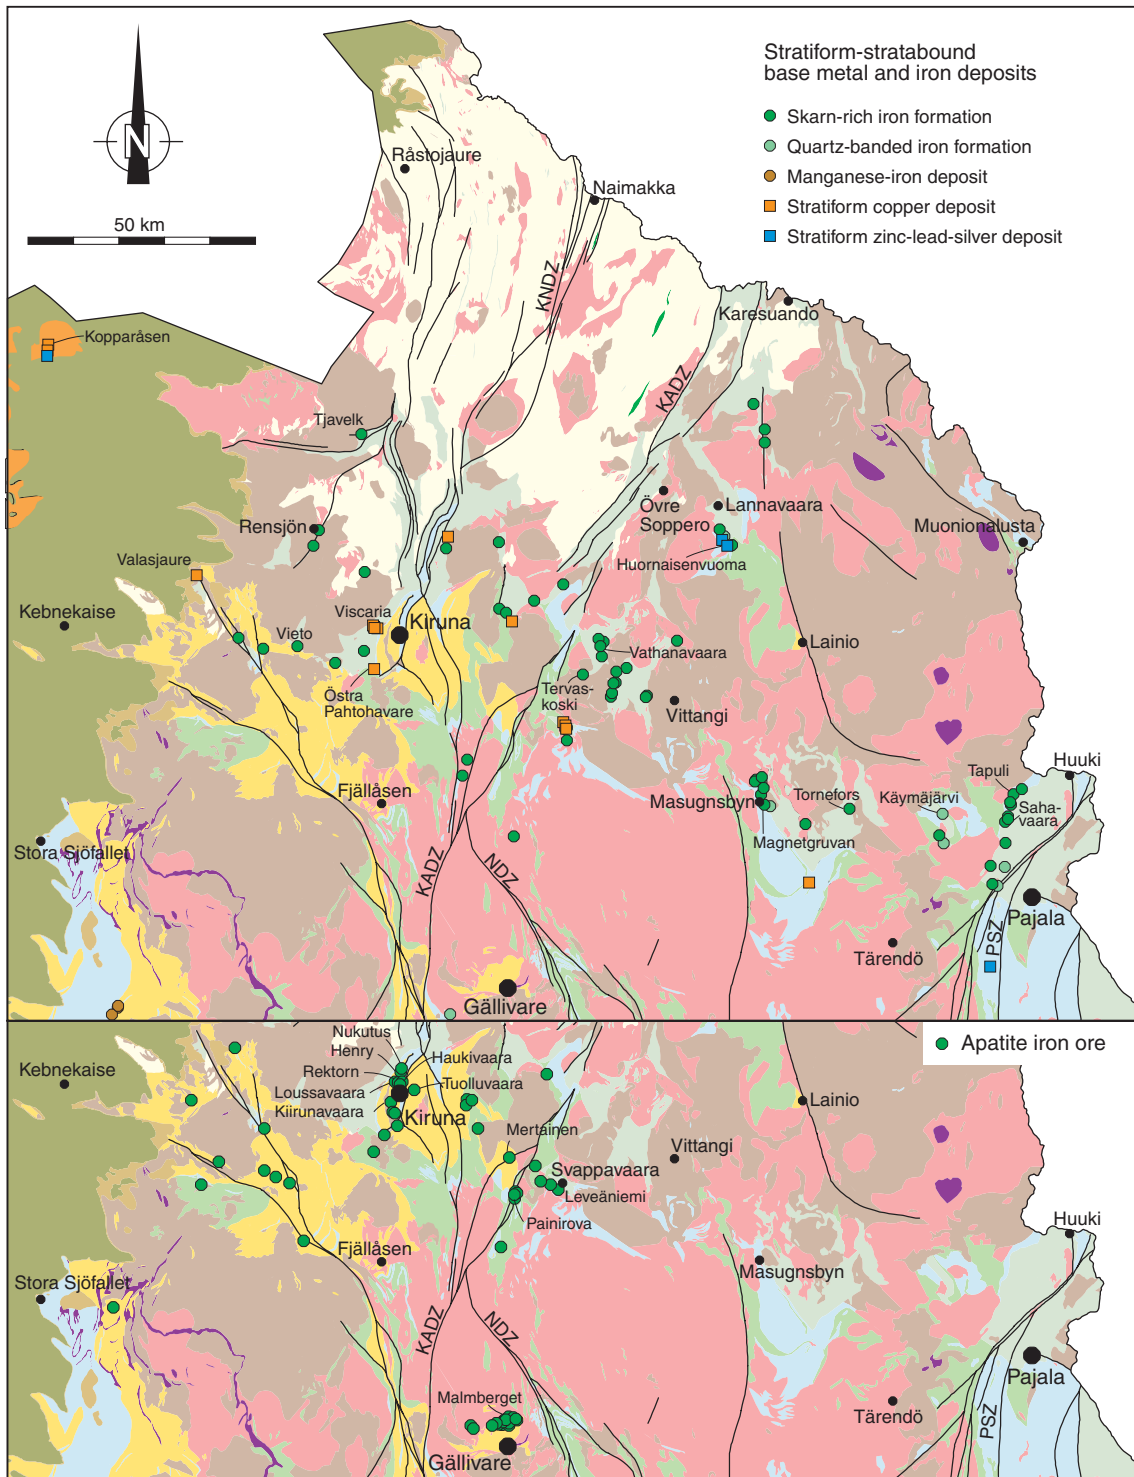 Stratiform-stratabound
base metal and iron deposits
Skarn-rich iron formation
Quartz-banded iron formation
Manganese-iron deposit
Stratiform copper deposit
Stratiform zinc-lead-silver deposit
N
50 km
Råstojaure
Naimakka
KNDZ
Karesuando
Kopparåsen
KADZ
Tjavelk
Övre
Soppero
Lannavaara
Rensjön
Muonionalusta
Valasjaure
Huornaisenvuoma
Kebnekaise
Viscaria
Kiruna
Vieto
Lainio
Vathanavaara
Östra
Pahtohavare
Tervas-
koski
Vittangi
Huuki
Tapuli
Fjällåsen
Masugnsbyn
Tornefors
Käymäjärvi
Saha-
vaara
Stora Sjöfallet
Magnetgruvan
KADZ
NDZ
Pajala
Tärendö
PSZ
Gällivare
Apatite iron ore
Nukutus
Henry
Haukivaara
Kebnekaise
Rektorn
Loussavaara
Tuolluvaara
Kiirunavaara
Kiruna
Lainio
Mertainen
Vittangi
Svappavaara
Leveäniemi
Painirova
Huuki
Fjällåsen
Masugnsbyn
Stora Sjöfallet
KADZ
NDZ
Pajala
Malmberget
Tärendö
PSZ
Gällivare